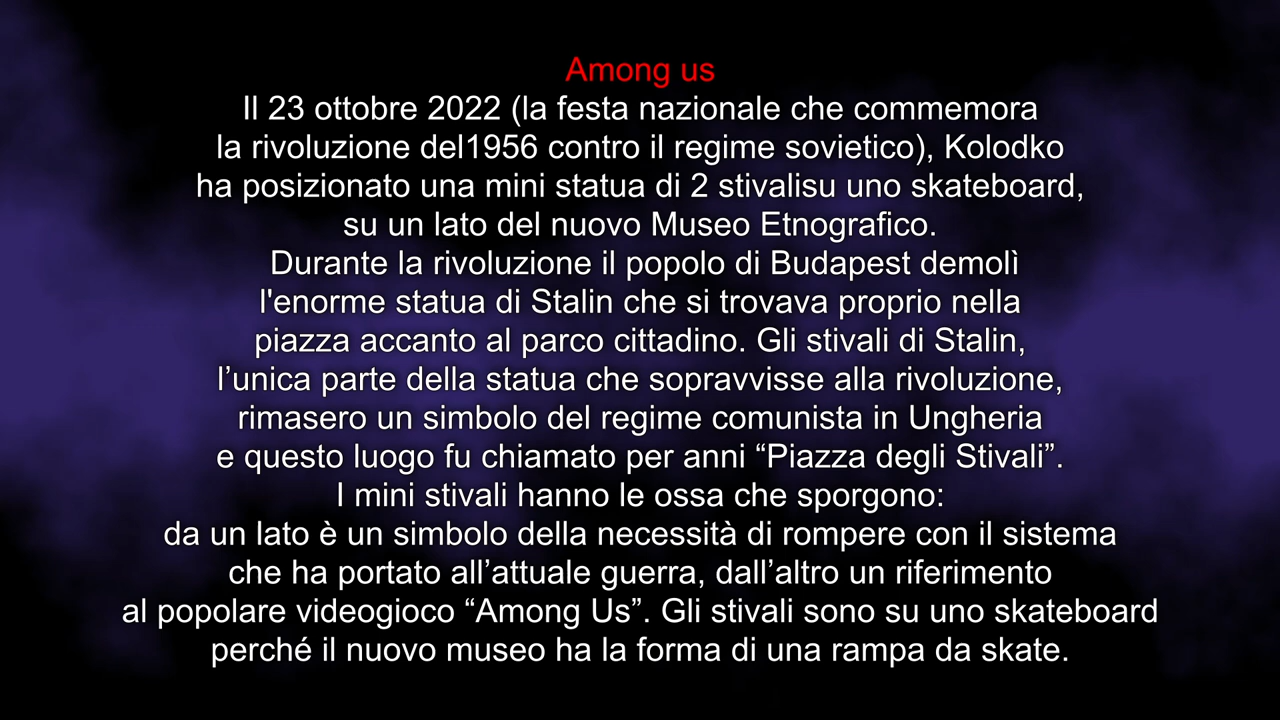 Among us
Il 23 ottobre 2022 (la festa nazionale che commemora
la rivoluzione del1956 contro il regime sovietico), Kolodko
ha posizionato una mini statua di 2 stivalisu uno skateboard,
su un lato del nuovo Museo Etnografico.
Durante la rivoluzione il popolo di Budapest demolì
l'enorme statua di Stalin che si trovava proprio nella
piazza accanto al parco cittadino. Gli stivali di Stalin,
l’unica parte della statua che sopravvisse alla rivoluzione,
rimasero un simbolo del regime comunista in Ungheria
e questo luogo fu chiamato per anni “Piazza degli Stivali”.
I mini stivali hanno le ossa che sporgono:
da un lato è un simbolo della necessità di rompere con il sistema
che ha portato all’attuale guerra, dall’altro un riferimento
al popolare videogioco “Among Us”. Gli stivali sono su uno skateboard
perché il nuovo museo ha la forma di una rampa da skate.